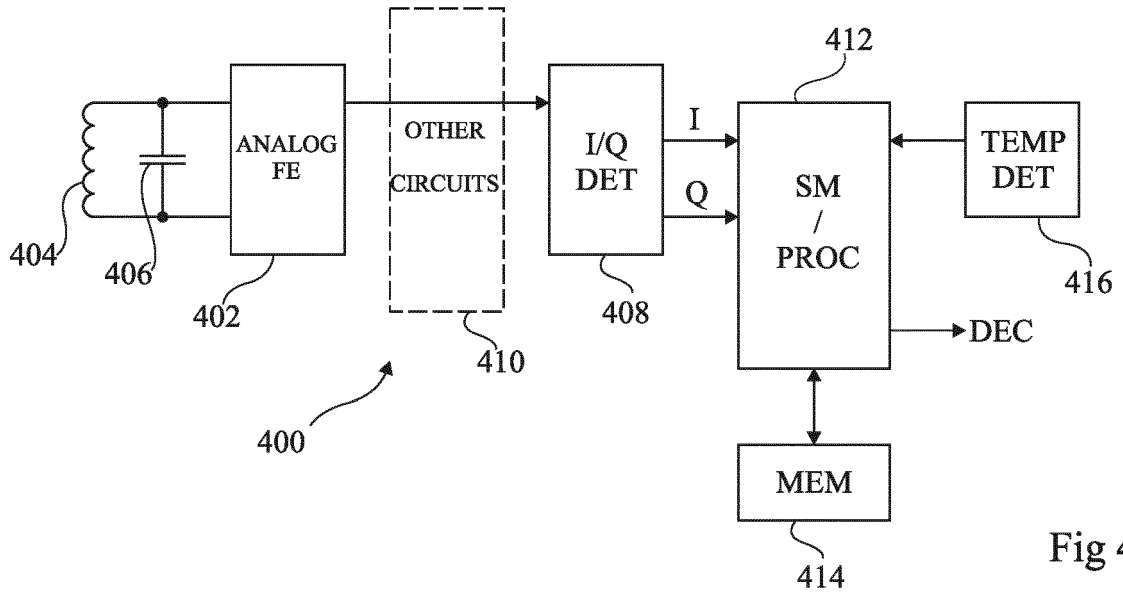 412
ANALOG
FE
OTHER
CIRCUITS
I/Q
DET
I
Q
SM
/
PROC
TEMP
DET
404
406
402
408
416
410
DEC
400
MEM
414
Fig 4